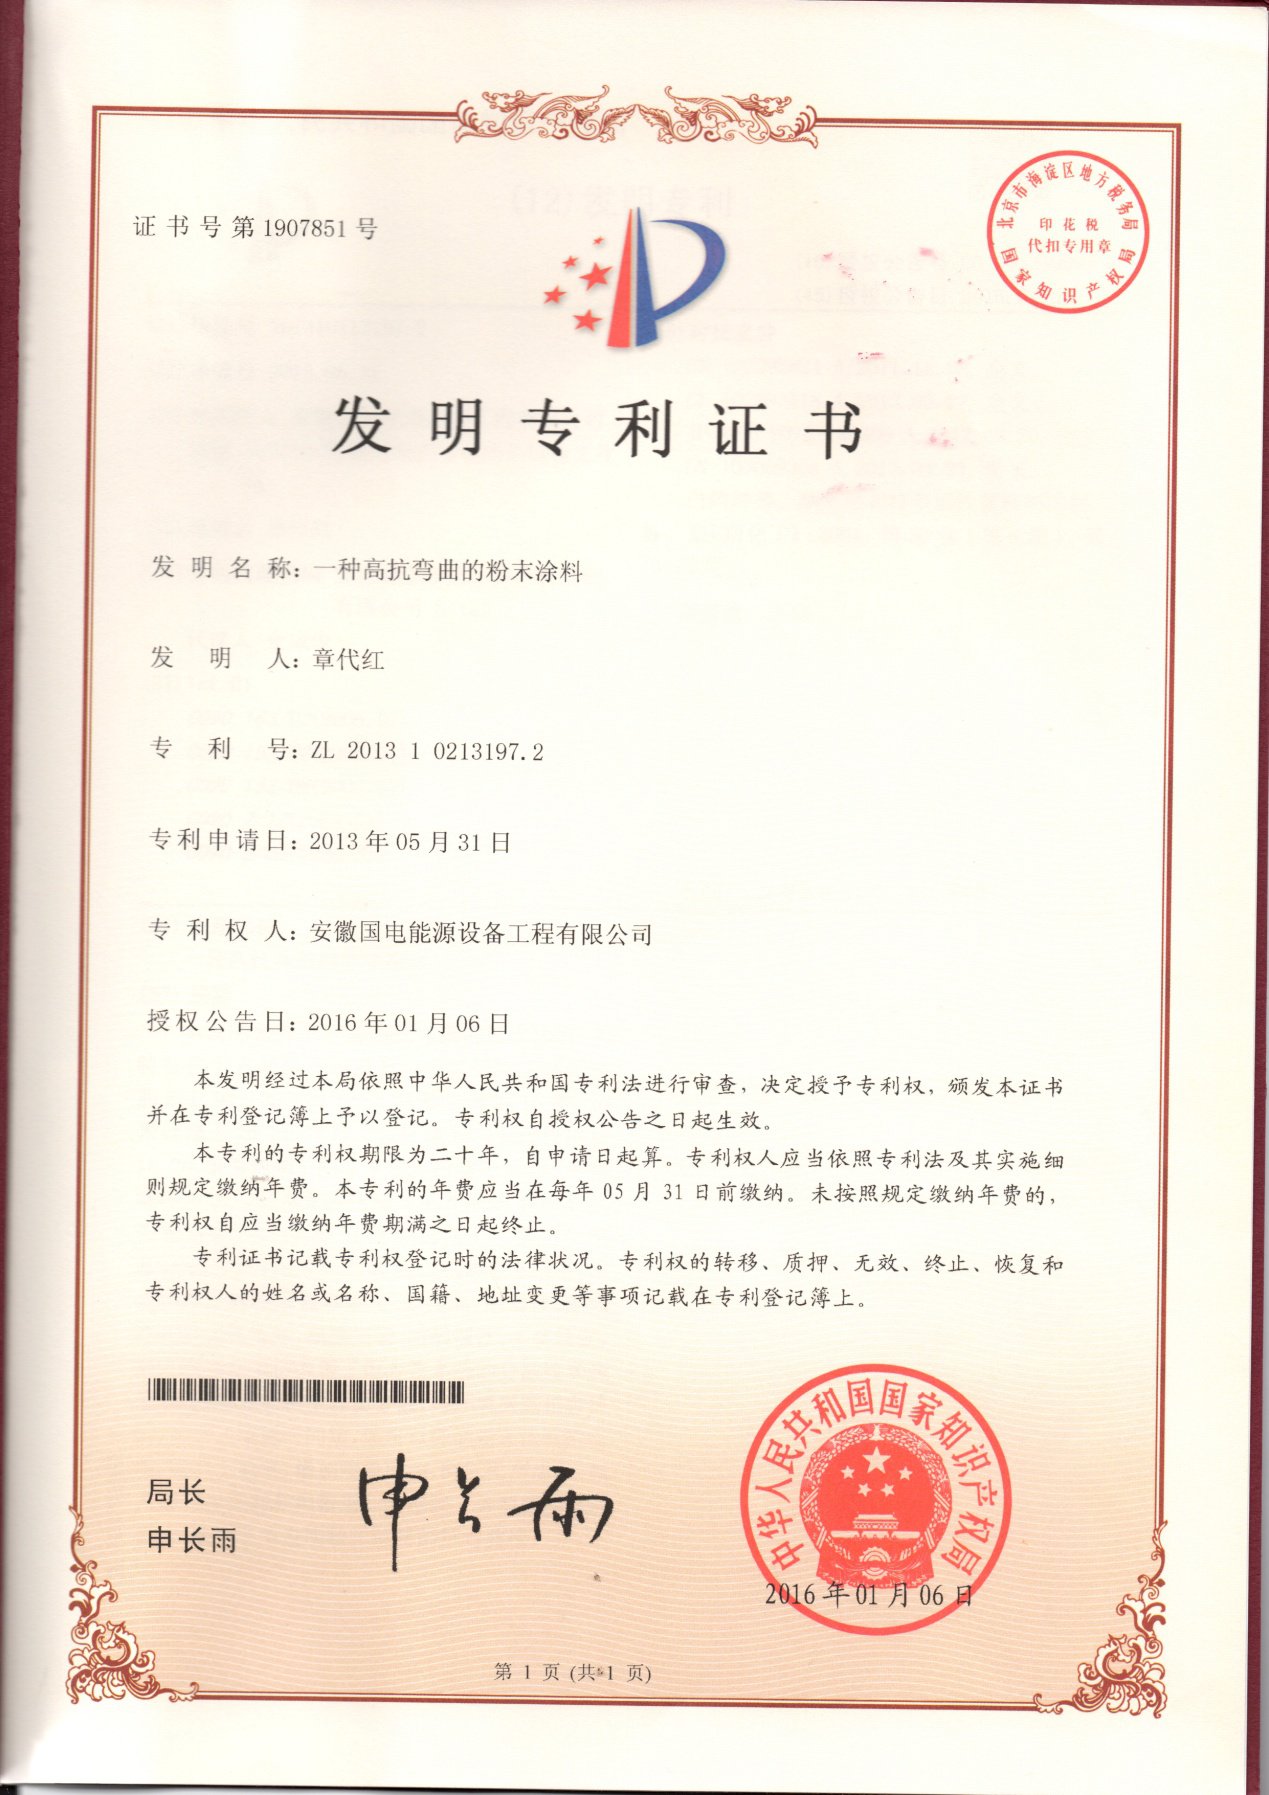 证书号第1907851号
北京市海淀区地方税务局
印花税
代扣专用章
国家知识产权局
发明专利证书
发明名称：一种高抗弯曲的粉末涂料
发明人：章代红
专利号：ZL 2013 1 0213197.2
专利申请日：2013年05月31日
专利权人：安徽国电能源设备工程有限公司
授权公告日：2016年01月06日
本发明经过本局依照中华人民共和国专利法进行审查，决定授予专利权，颁发本证书
并在专利登记簿上予以登记。专利权自授权公告之日起生效。
本专利的专利权期限为二十年，自申请日起算。专利权人应当依照专利法及其实施细
则规定缴纳年费。本专利的年费应当在每年05月31日前缴纳。未按照规定缴纳年费的，
专利权自应当缴纳年费期满之日起终止。
专利证书记载专利权登记时的法律状况。专利权的转移、质押、无效、终止、恢复和
专利权人的姓名或名称、国籍、地址变更等事项记载在专利登记簿上。
局长
申长雨
申长雨
中华人民共和国国家知识产权局
2016年01月06日
第1页(共1页)